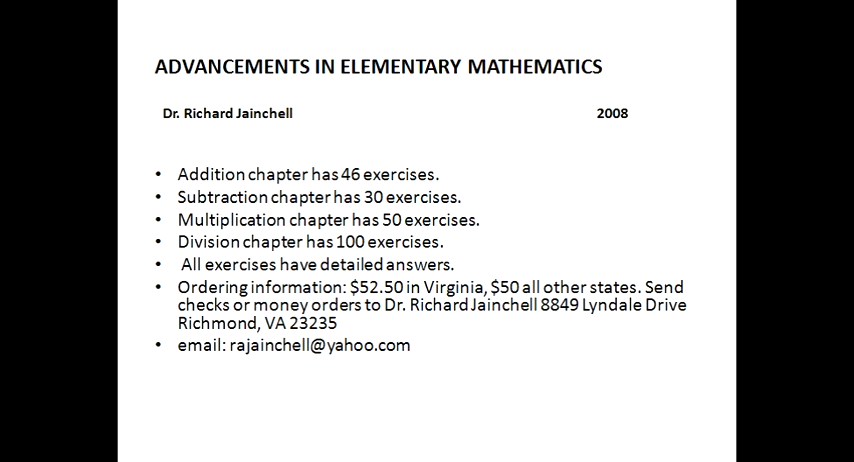 ADVANCEMENTS IN ELEMENTARY MATHEMATICS
Dr. Richard Jainchell 2008
• Addition chapter has 46 exercises.
• Subtraction chapter has 30 exercises.
• Multiplication chapter has 50 exercises.
• Division chapter has 100 exercises.
• All exercises have detailed answers.
• Ordering information: $52.50 in Virginia, $50 all other states. Send
checks or money orders to Dr. Richard Jainchell 8849 Lyndale Drive
Richmond, VA 23235
• email: rajainchell@yahoo.com